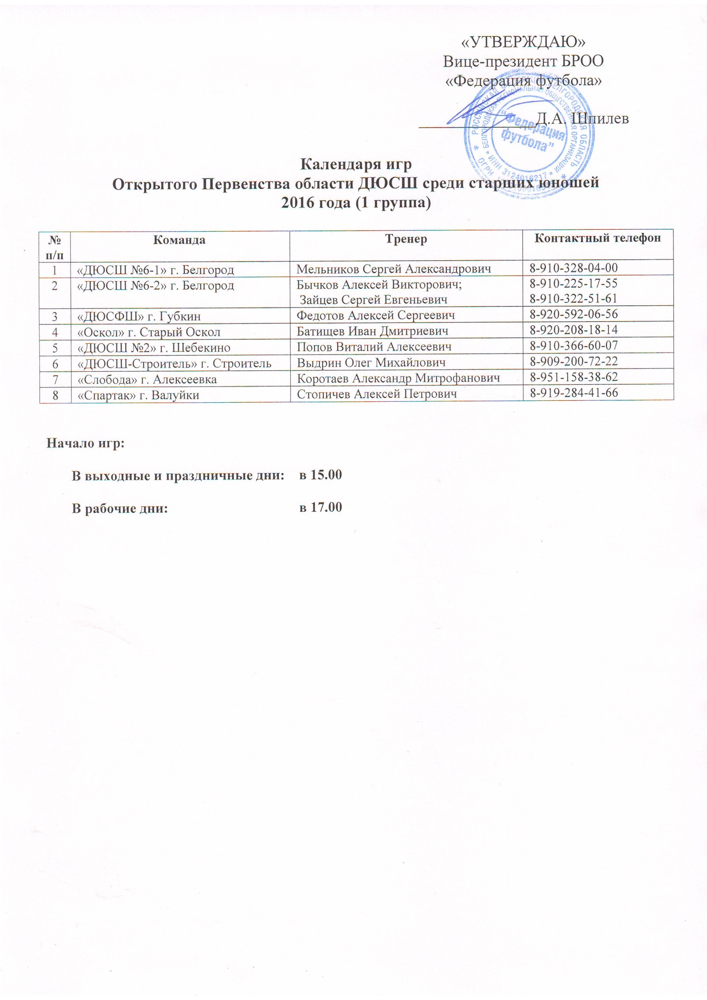 «УТВЕРЖДАЮ»
Вице-президент БРОО
«Федерация футбола»
Д.А. Шпилев
РОССИЙСКАЯ ФЕДЕРАЦИЯ БЕЛГОРОДСКАЯ ОБЛАСТЬ
БЕЛГОРОДСКАЯ РЕГИОНАЛЬНАЯ ОБЩЕСТВЕННАЯ ОРГАНИЗАЦИЯ
* ИНН 3124016217 *
* ОГРН
“Федерация
футбола”
Календаря игр
Открытого Первенства области ДЮСШ среди старших юношей
2016 года (1 группа)
№ п/п Команда Тренер Контактный телефон
1 «ДЮСШ №6-1» г. Белгород Мельников Сергей Александрович 8-910-328-04-00
2 «ДЮСШ №6-2» г. Белгород Бычков Алексей Викторович; 8-910-225-17-55
Зайцев Сергей Евгеньевич 8-910-322-51-61
3 «ДЮСФШ» г. Губкин Федотов Алексей Сергеевич 8-920-592-06-56
4 «Оскол» г. Старый Оскол Батищев Иван Дмитриевич 8-920-208-18-14
5 «ДЮСШ №2» г. Шебекино Попов Виталий Алексеевич 8-910-366-60-07
6 «ДЮСШ-Строитель» г. Строитель Выдрин Олег Михайлович 8-909-200-72-22
7 «Слобода» г. Алексеевка Коротаев Александр Митрофанович 8-951-158-38-62
8 «Спартак» г. Валуйки Стопичев Алексей Петрович 8-919-284-41-66
Начало игр:
В выходные и праздничные дни: в 15.00
В рабочие дни: в 17.00